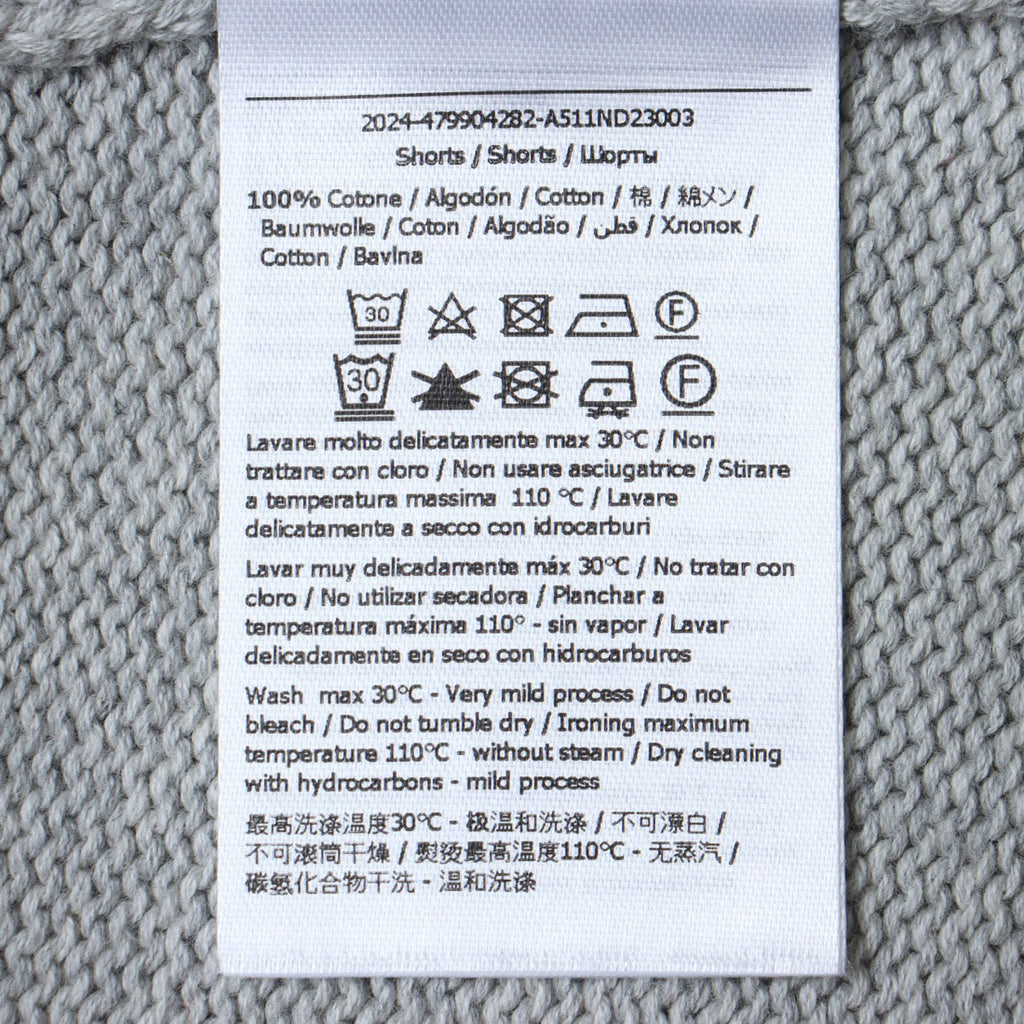 2024-479904282-A511ND23003
Shorts / Shorts / Шорты
100% Cotone / Algodón / Cotton / 棉 / 綿メン /
Baumwolle / Coton / Algodão / قطن / Хлопок /
Cotton / Bavlna
30 F
30 F
Lavare molto delicatamente max 30°C / Non
trattare con cloro / Non usare asciugatrice / Stirare
a temperatura massima 110 °C / Lavare
delicatamente a secco con idrocarburi
Lavar muy delicadamente máx 30°C / No tratar con
cloro / No utilizar secadora / Planchar a
temperatura máxima 110° - sin vapor / Lavar
delicadamente en seco con hidrocarburos
Wash max 30°C - Very mild process / Do not
bleach / Do not tumble dry / Ironing maximum
temperature 110°C - without steam / Dry cleaning
with hydrocarbons - mild process
最高洗涤温度30°C - 极温和洗涤 / 不可漂白 /
不可滚筒干燥 / 熨烫最高温度110°C - 无蒸汽 /
碳氢化合物干洗 - 温和洗涤